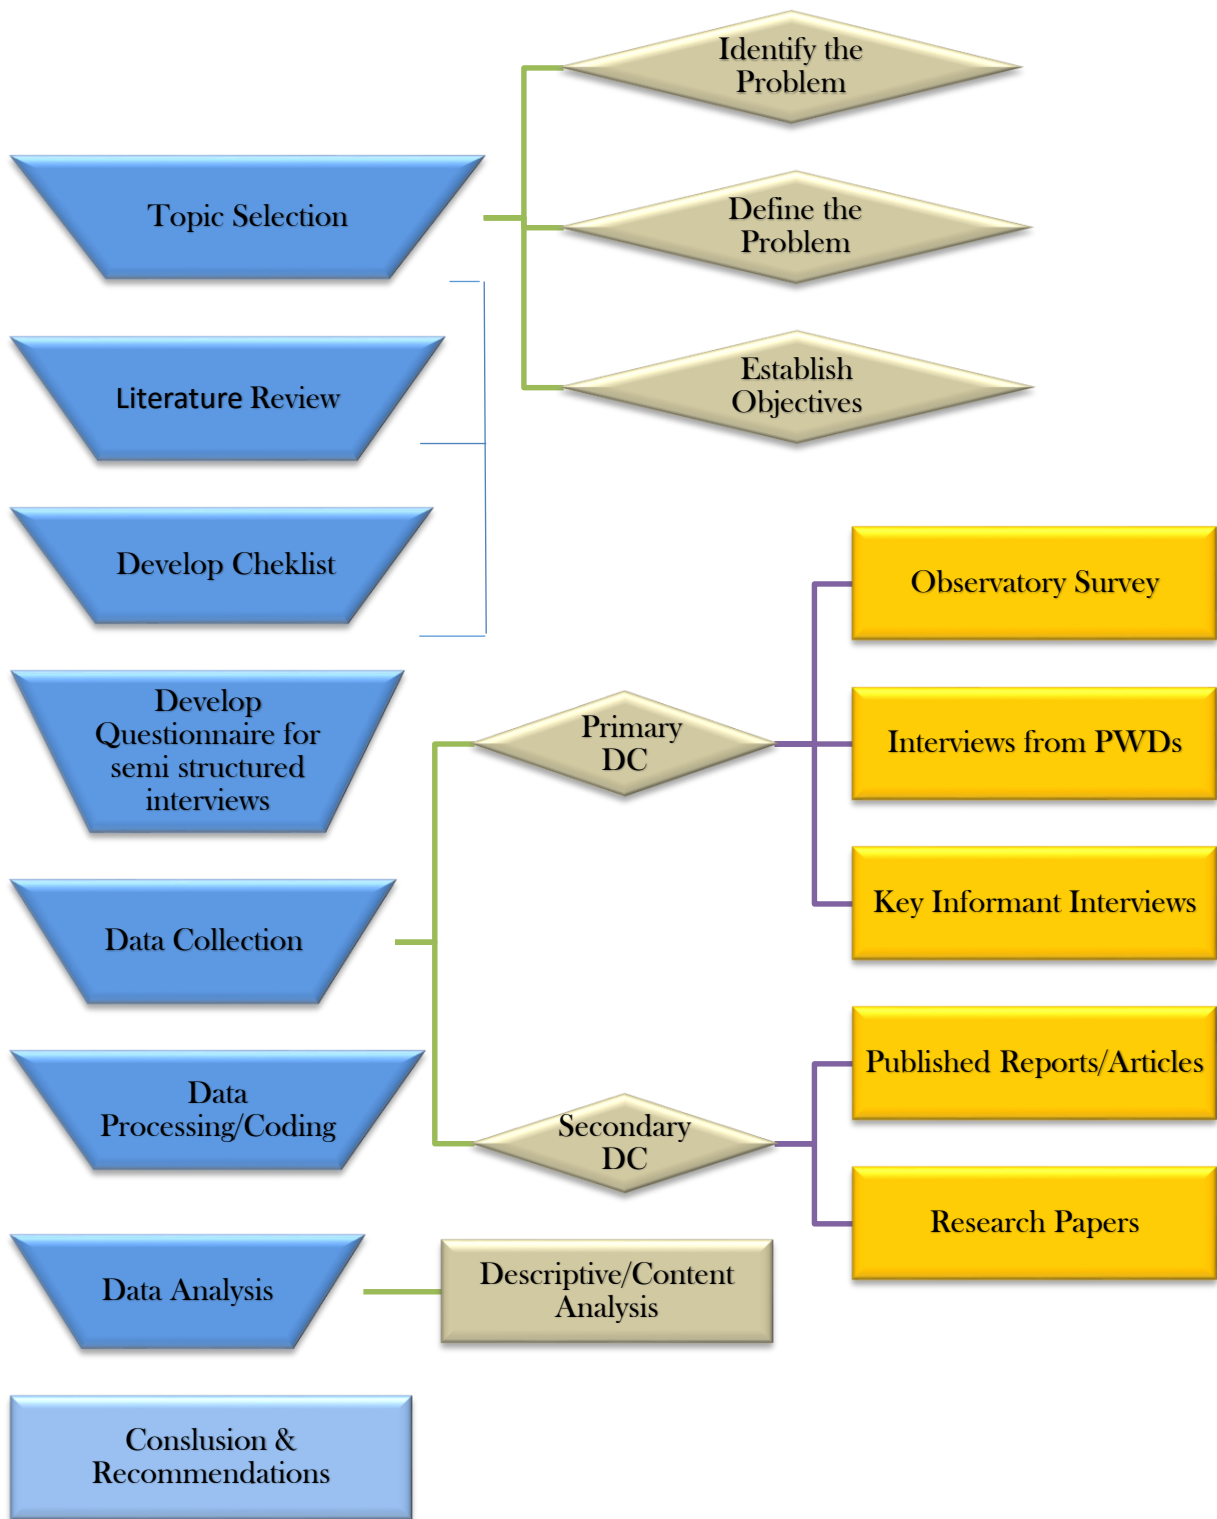 Identify the
Problem
Topic Selection
Define the
Problem
Literature Review
Establish
Objectives
Develop Cheklist
Observatory Survey
Develop
Questionnaire for
semi structured
interviews
Primary
DC
Interviews from PWDs
Data Collection
Key Informant Interviews
Published Reports/Articles
Data
Processing/Coding
Secondary
DC
Research Papers
Data Analysis
Descriptive/Content
Analysis
Conslusion &
Recommendations